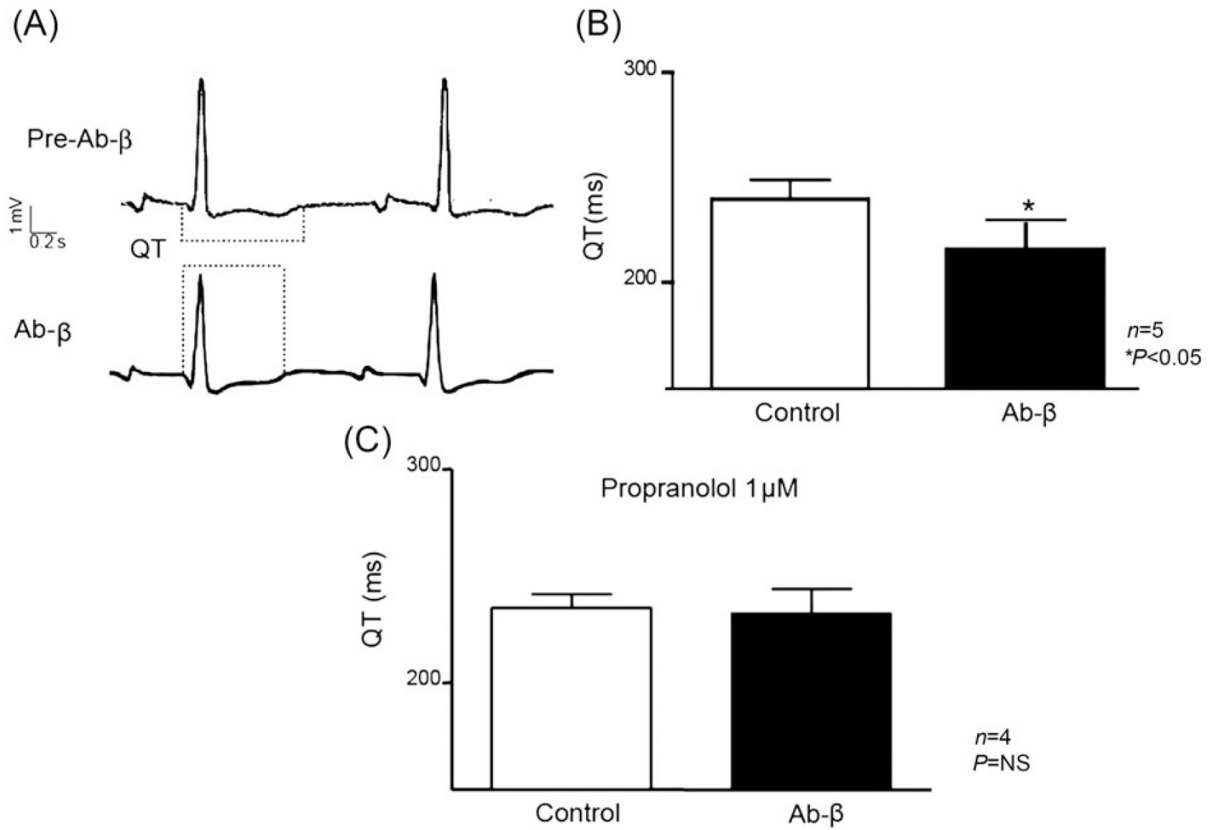 (A)
Pre-Ab-β
1mV
0.2 s
QT
Ab-β
(B)
300
QT(ms)
*
200
n=5
*P<0.05
Control Ab-β
(C)
300
Propranolol 1µM
QT (ms)
200
n=4
P=NS
Control Ab-β